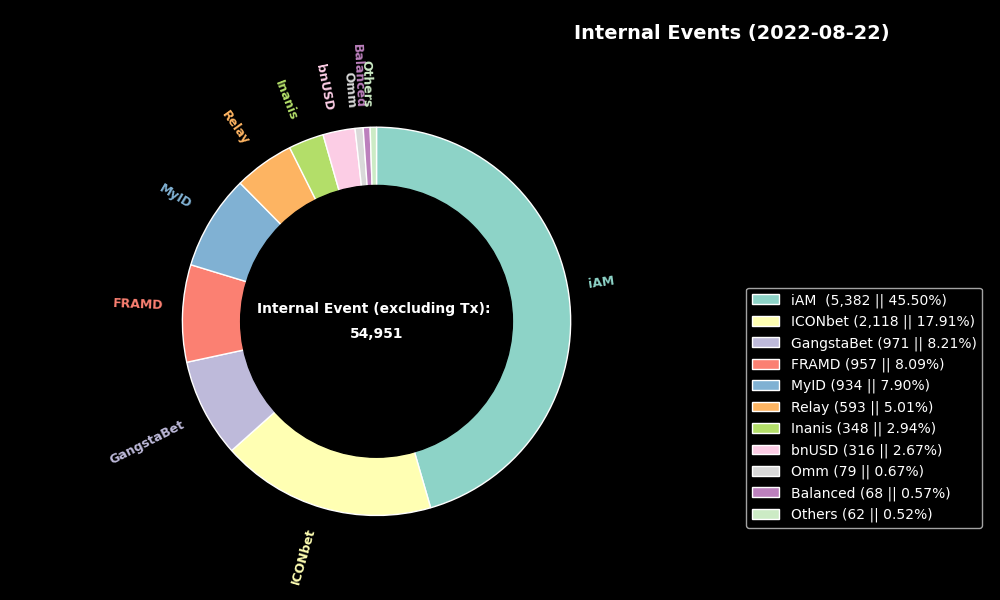 Internal Events (2022-08-22)
Balanced
Others
Omm
bnUSD
Inanis
Relay
MyID
FRAMD
GangstaBet
ICONbet
iAM
Internal Event (excluding Tx):
54,951
iAM  (5,382 || 45.50%)
ICONbet (2,118 || 17.91%)
GangstaBet (971 || 8.21%)
FRAMD (957 || 8.09%)
MyID (934 || 7.90%)
Relay (593 || 5.01%)
Inanis (348 || 2.94%)
bnUSD (316 || 2.67%)
Omm (79 || 0.67%)
Balanced (68 || 0.57%)
Others (62 || 0.52%)